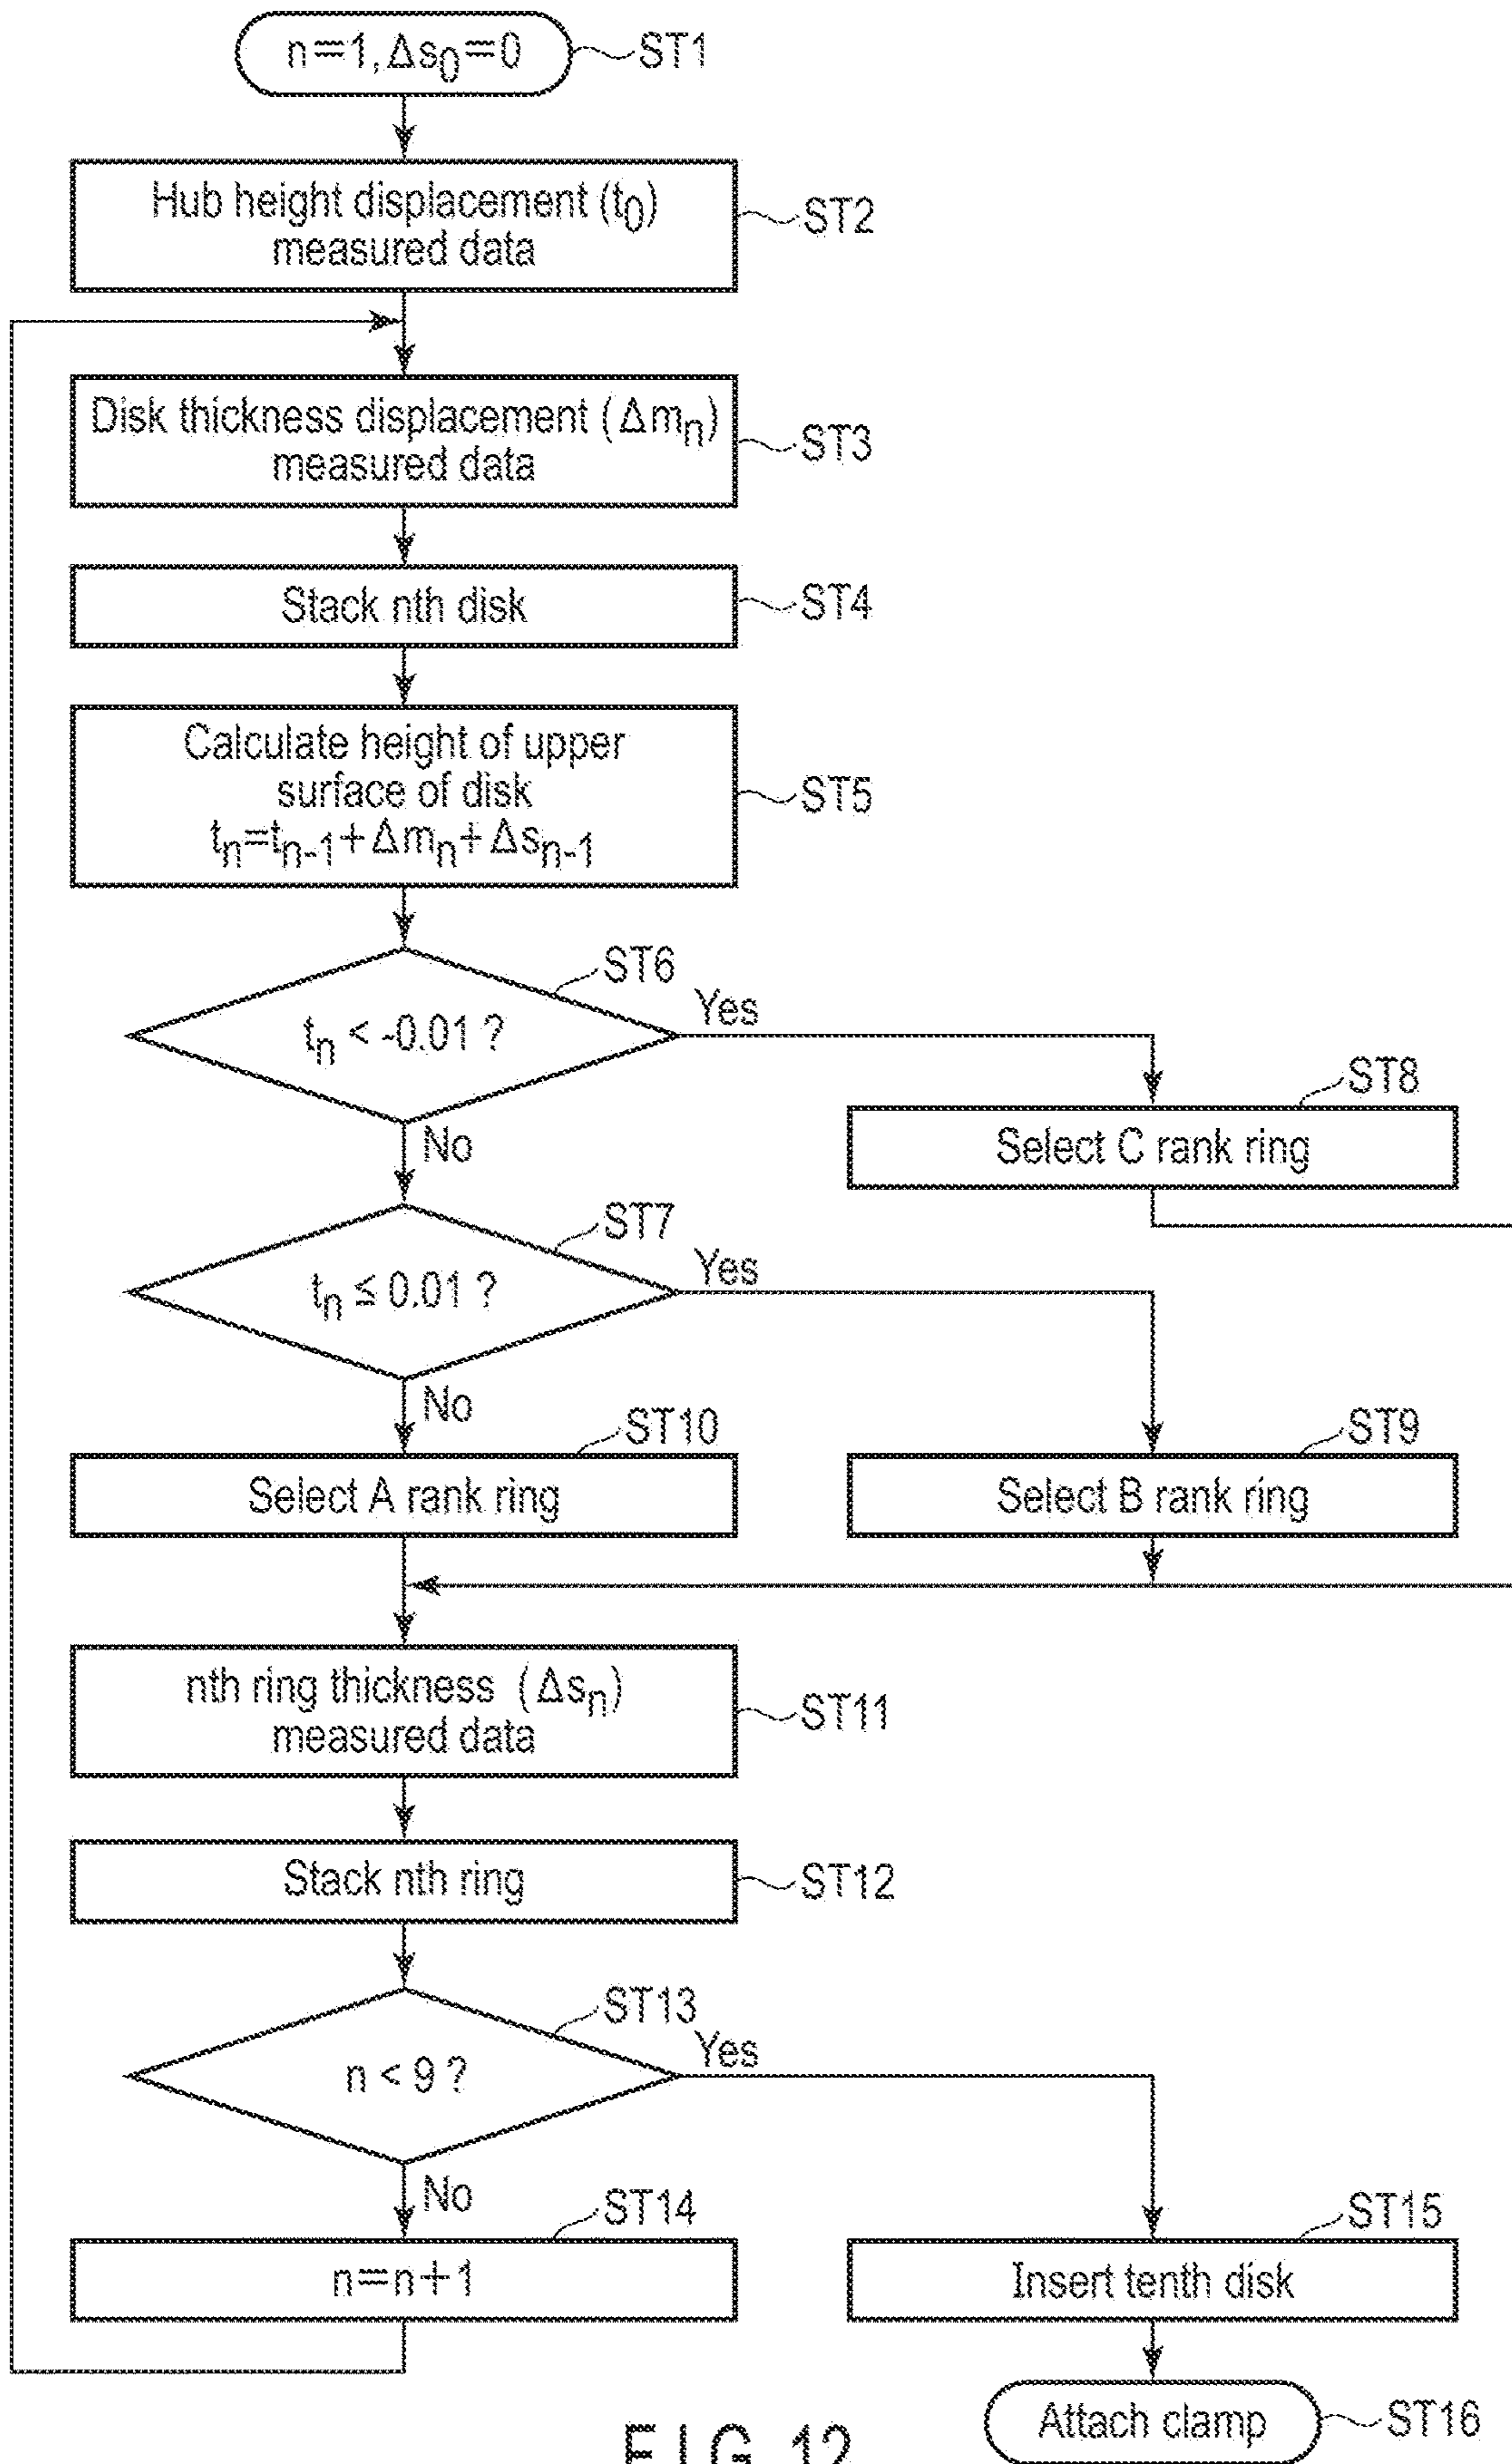 n=1, Δs0=0
ST1
Hub height displacement (t0)
measured data
ST2
Disk thickness displacement (Δmn)
measured data
ST3
Stack nth disk
ST4
Calculate height of upper
surface of disk
tn=tn-1+Δmn+Δsn-1
ST5
ST6
tn < -0.01 ?
Yes
No
ST8
Select C rank ring
ST7
tn ≤ 0.01 ?
Yes
No
ST10
Select A rank ring
ST9
Select B rank ring
nth ring thickness (Δsn)
measured data
ST11
Stack nth ring
ST12
ST13
n < 9 ?
Yes
No
ST14
n=n+1
ST15
Insert tenth disk
Attach clamp
ST16
FIG. 12